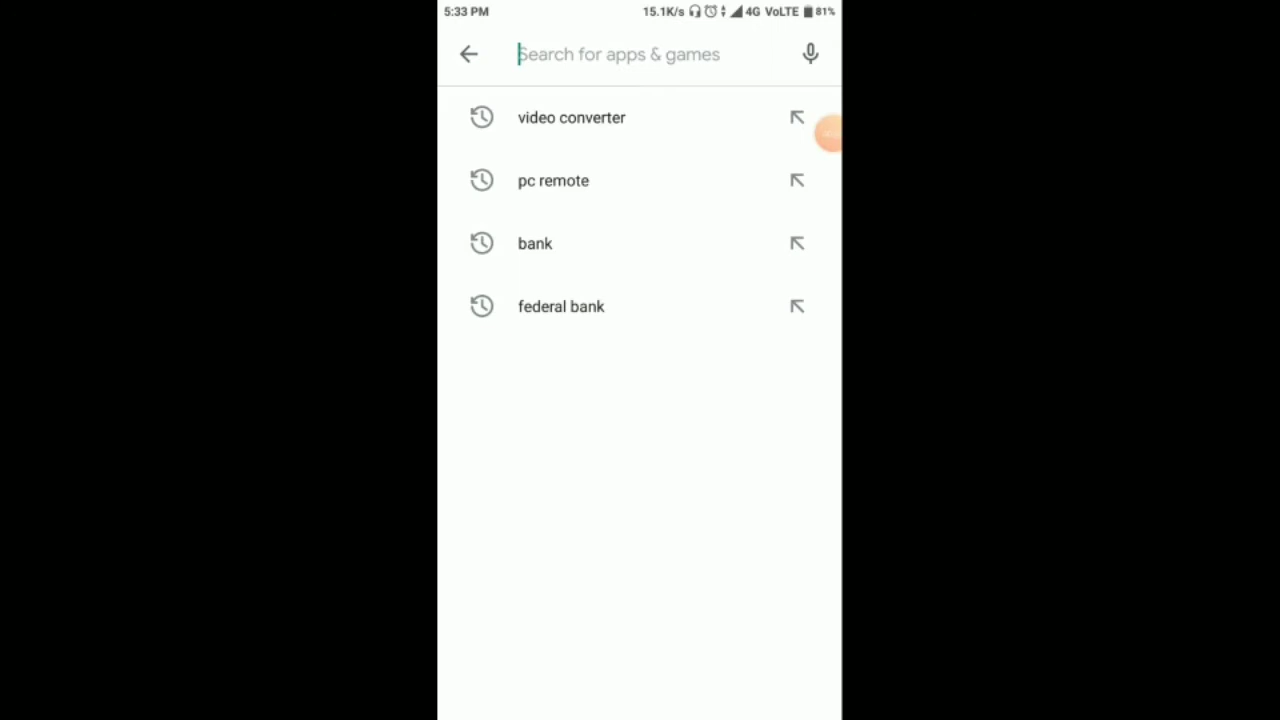 5:33 PM 15.1K/s 4G VoLTE 81%
Search for apps & games
video converter
pc remote
bank
federal bank